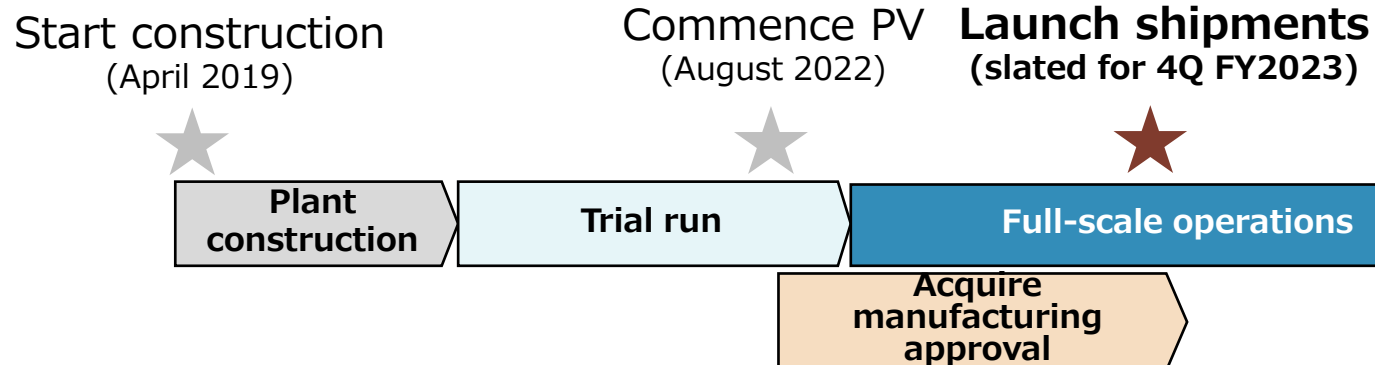 Start construction
(April 2019)
Commence PV
(August 2022)
Launch shipments
(slated for 4Q FY2023)
Plant
construction
Trial run
Full-scale operations
Acquire
manufacturing
approval